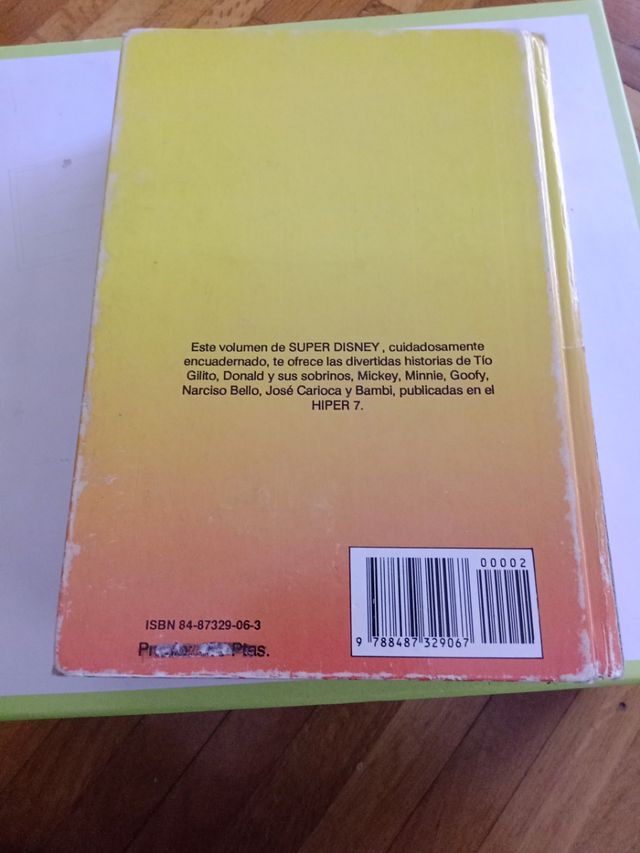 Este volumen de SUPER DISNEY, cuidadosamente
encuadernado, te ofrece las divertidas historias de Tío
Gilito, Donald y sus sobrinos, Mickey, Minnie, Goofy,
Narciso Bello, José Carioca y Bambi, publicadas en el
HIPER 7.
00002
ISBN 84-87329-06-3
9 788487 329067
Ptas.